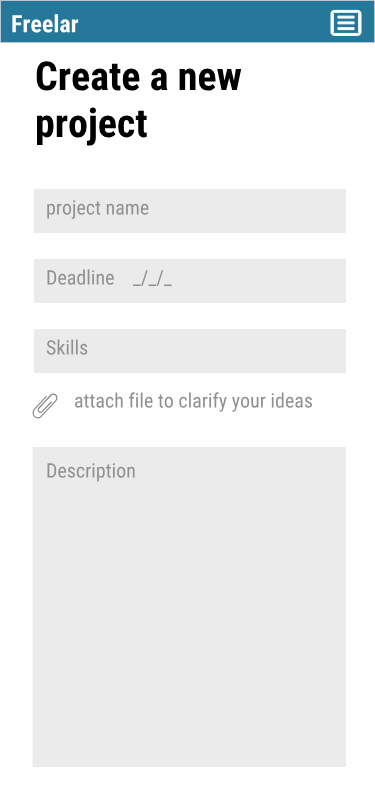 Freelar
Create a new
project
project name
Deadline _/_/_
Skills
attach file to clarify your ideas
Description